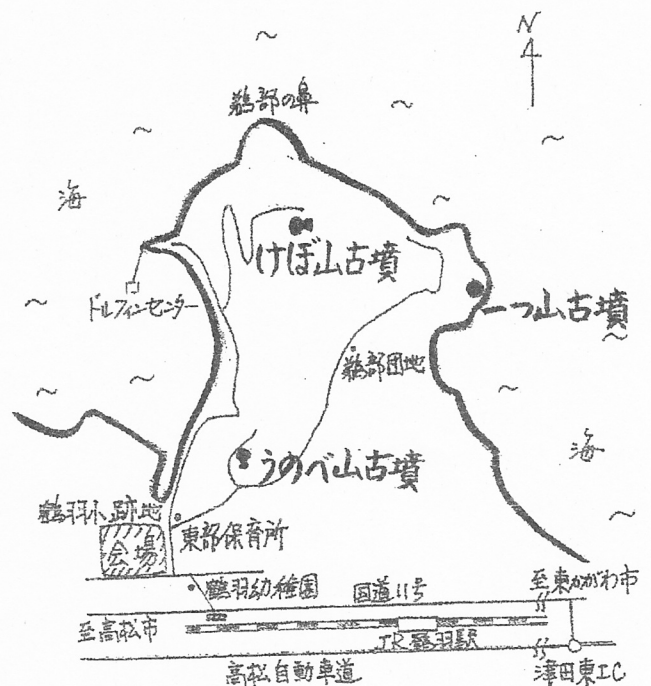 N
鵜部の鼻
海
けぼ山古墳
ドルフィンセンター
一つ山古墳
鵜部団地
海
うのべ山古墳
鶴羽小跡地
会場
東部保育所
鶴羽幼稚園
国道11号
至東かがわ市
至高松市
JR鶴羽駅
高松自動車道
津田東IC